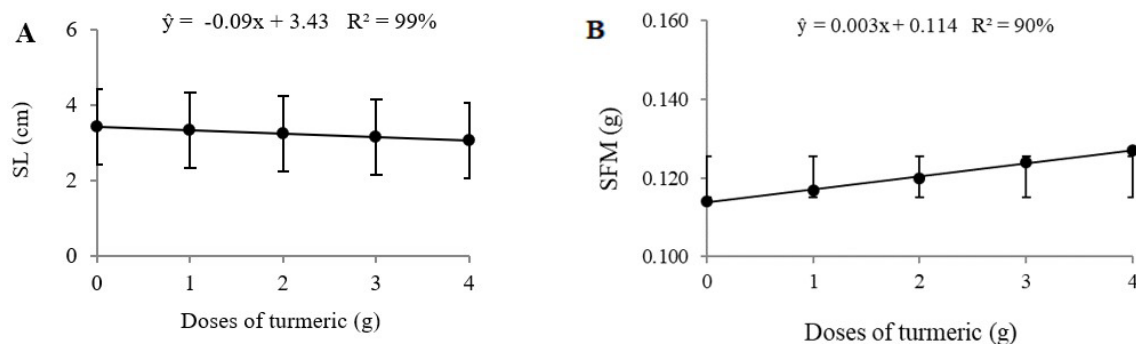 A
ŷ = -0.09x + 3.43 R² = 99%
6
4
2
0
SL (cm)
0 1 2 3 4
Doses of turmeric (g)
B
ŷ = 0.003x + 0.114 R² = 90%
0.160
0.140
0.120
0.100
SFM (g)
0 1 2 3 4
Doses of turmeric (g)